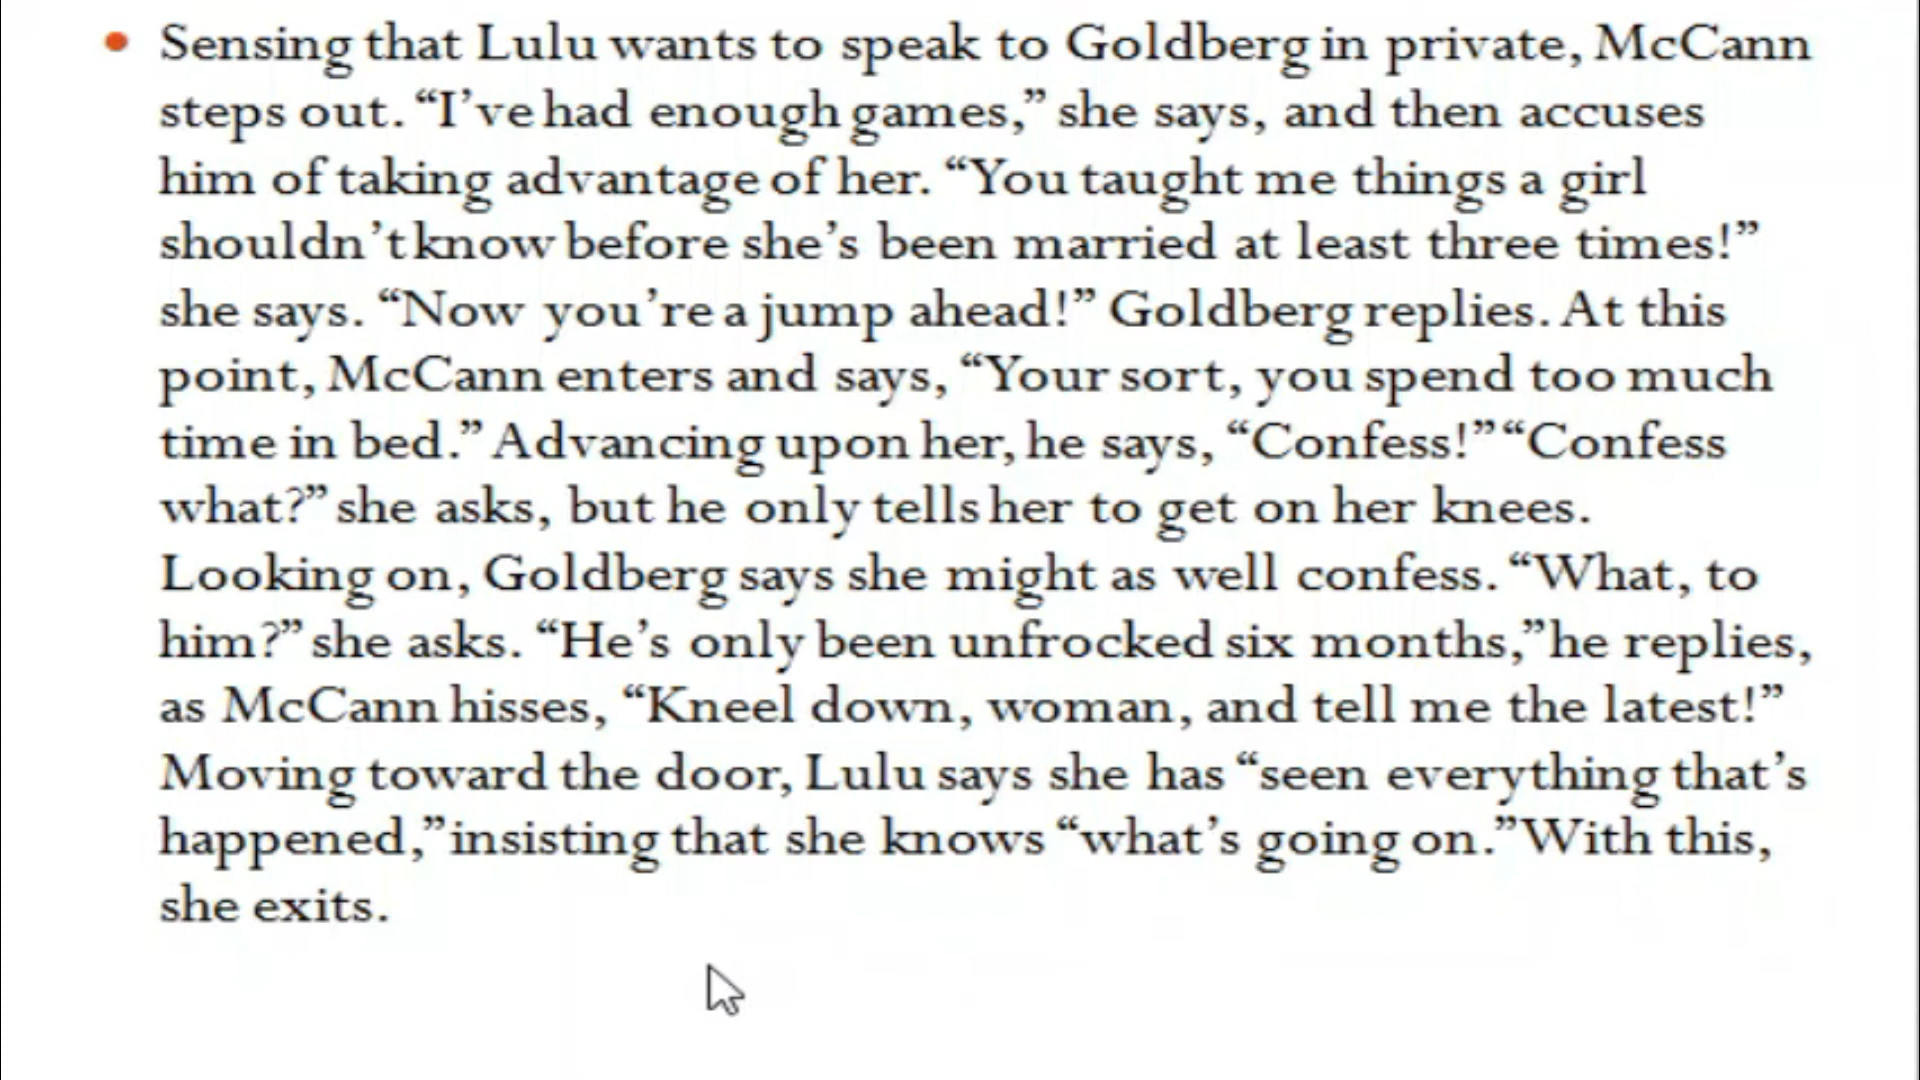 • Sensing that Lulu wants to speak to Goldberg in private, McCann
steps out. “I’ve had enough games,” she says, and then accuses
him of taking advantage of her. “You taught me things a girl
shouldn’t know before she’s been married at least three times!”
she says. “Now you’re a jump ahead!” Goldberg replies. At this
point, McCann enters and says, “Your sort, you spend too much
time in bed.” Advancing upon her, he says, “Confess!” “Confess
what?” she asks, but he only tells her to get on her knees.
Looking on, Goldberg says she might as well confess. “What, to
him?” she asks. “He’s only been unfrocked six months,” he replies,
as McCann hisses, “Kneel down, woman, and tell me the latest!”
Moving toward the door, Lulu says she has “seen everything that’s
happened,” insisting that she knows “what’s going on.” With this,
she exits.